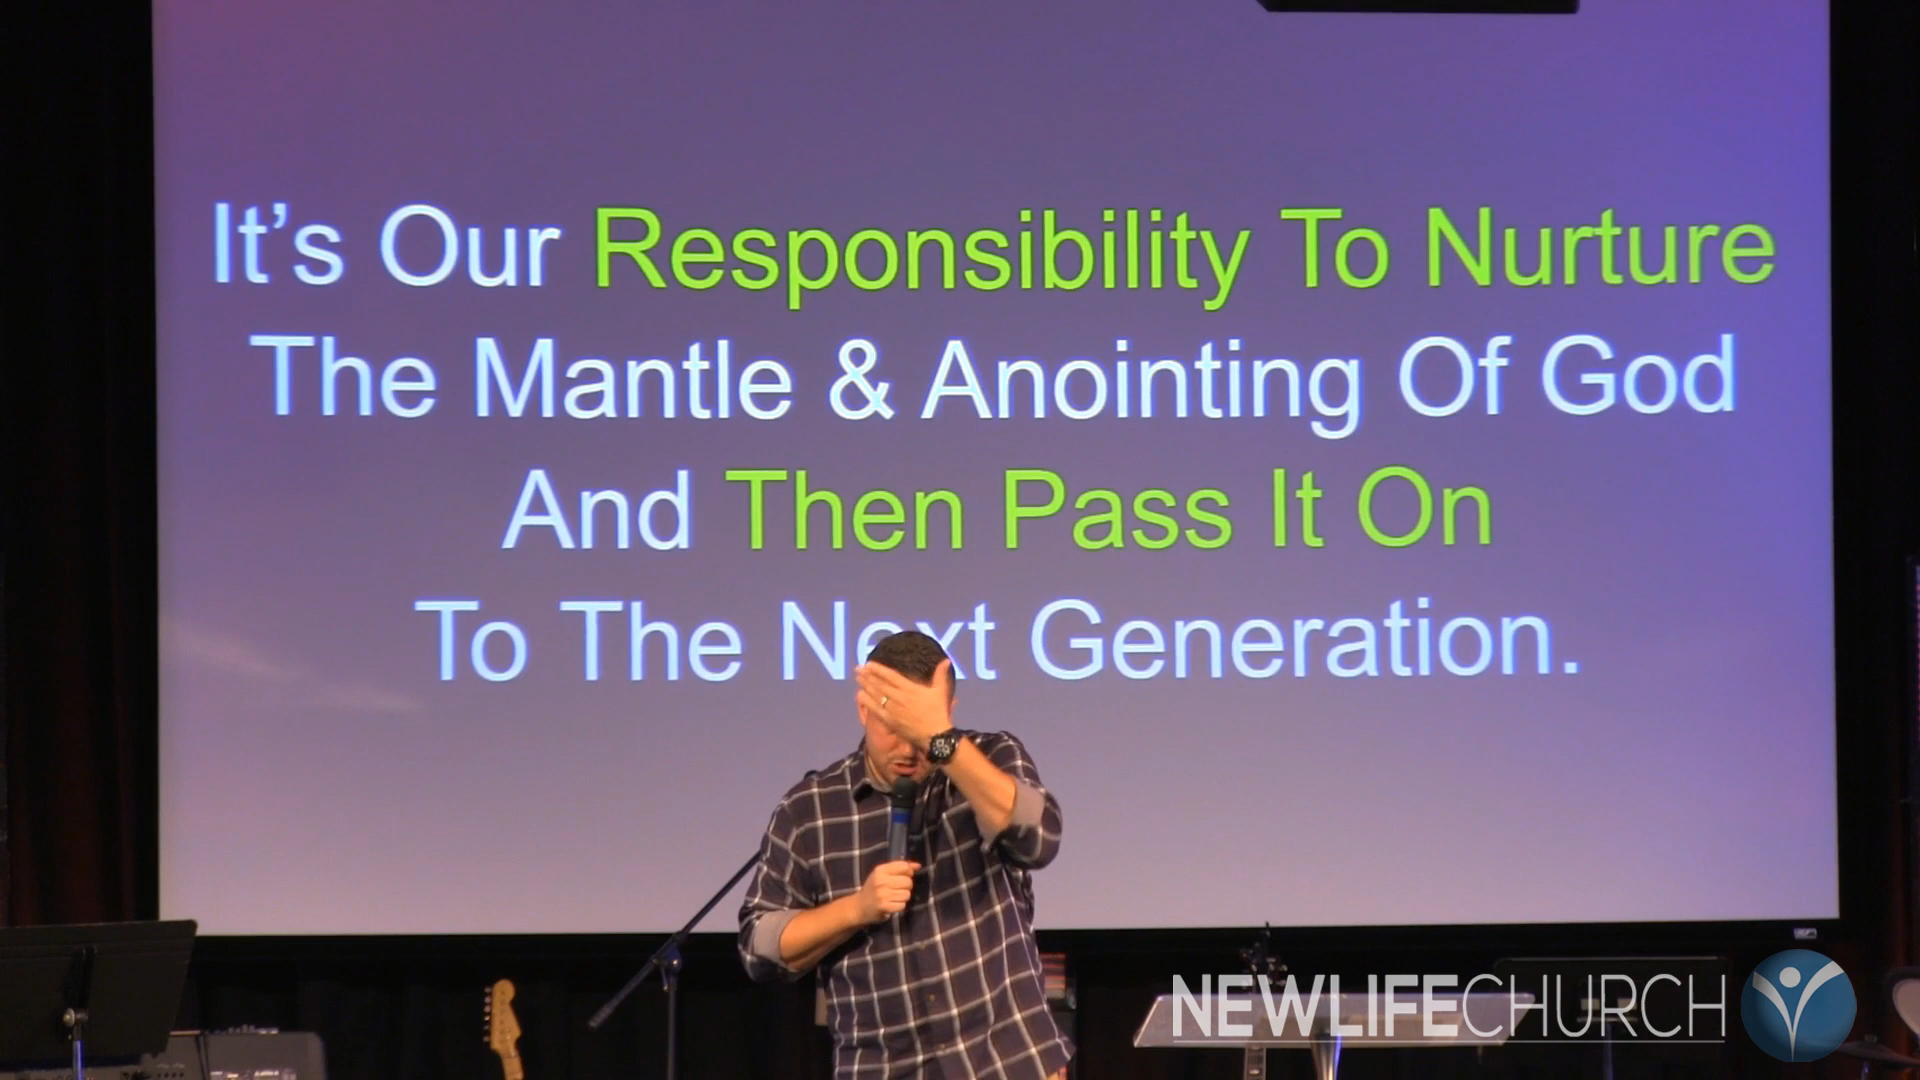 It's Our Responsibility To Nurture
The Mantle & Anointing Of God
And Then Pass It On
To The Next Generation.
NEWLIFECHURCH